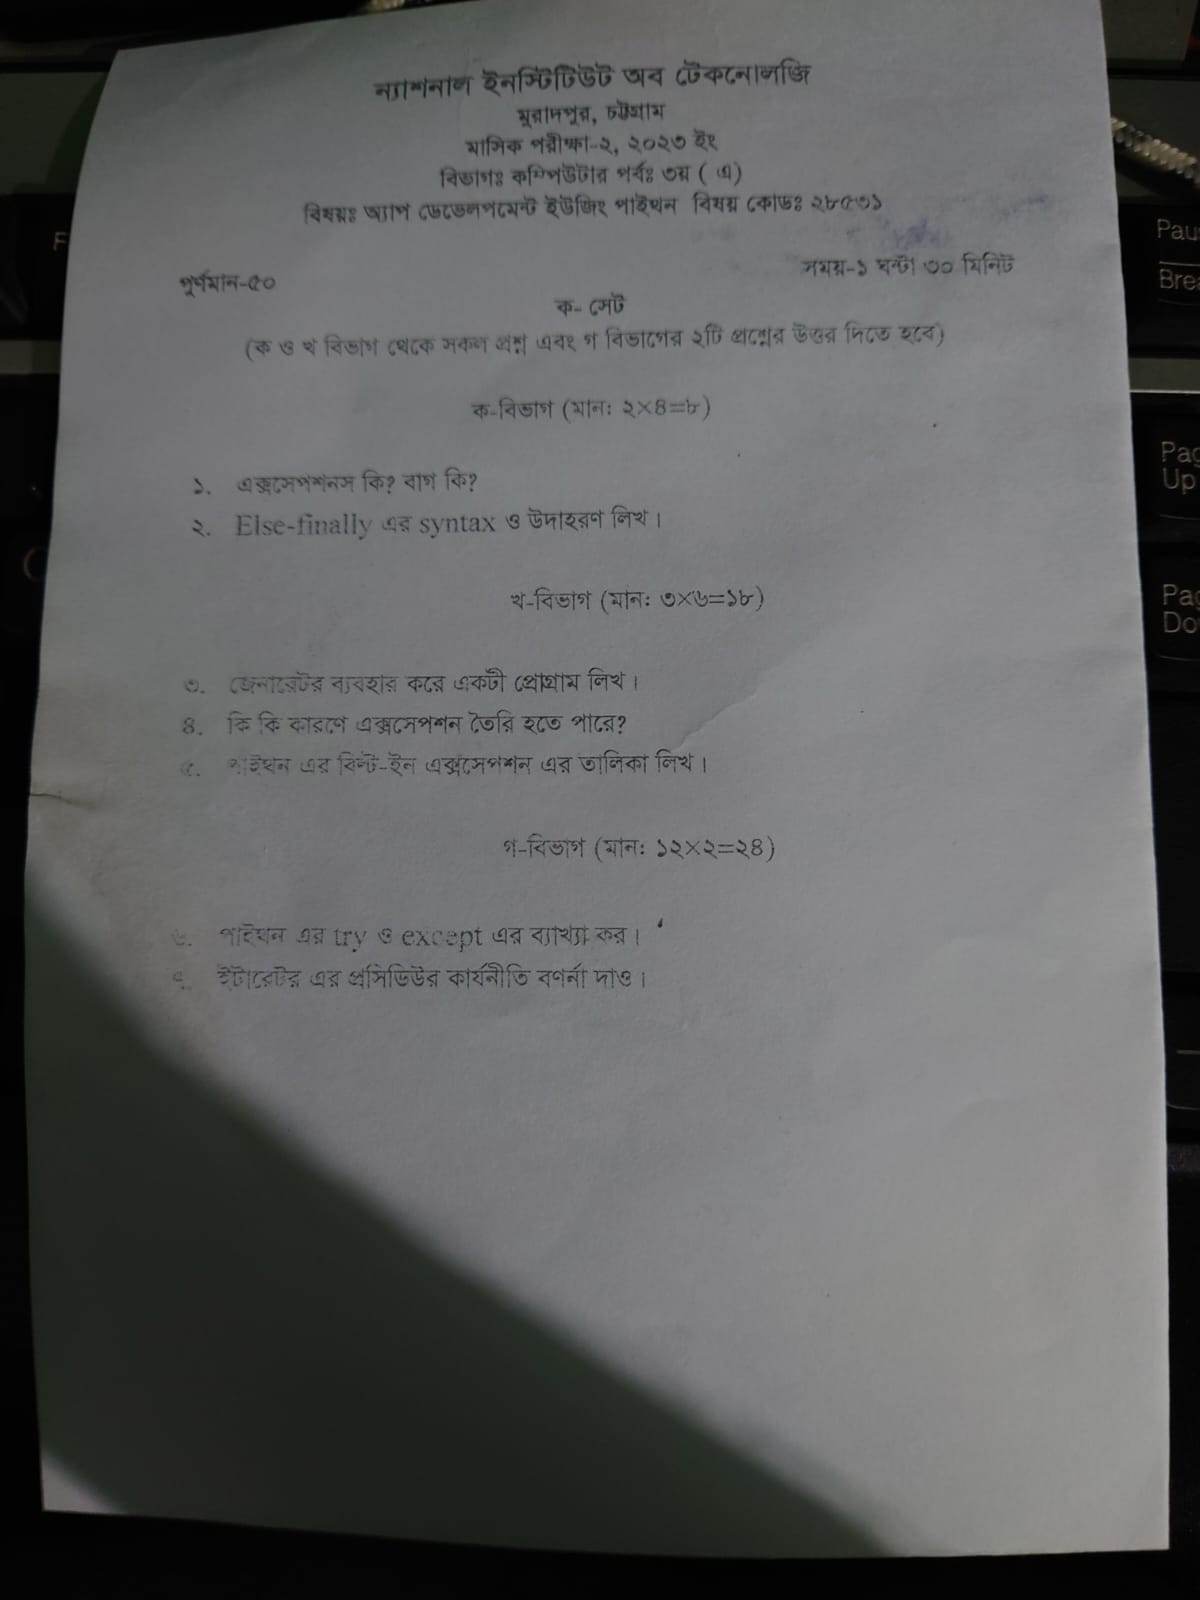 ন্যাশনাল ইনস্টিটিউট অব টেকনোলজি
মুরাদপুর, চট্টগ্রাম
মাসিক পরীক্ষা-২, ২০২৩ ইং
বিভাগঃ কম্পিউটার পর্বঃ ৩য় ( এ)
বিষয়ঃ অ্যাপ ডেভেলপমেন্ট ইউজিং পাইথন বিষয় কোডঃ ২৮৫৩১
পূর্ণমান-৫০
সময়-১ ঘন্টা ৩০ মিনিট
ক- সেট
(ক ও খ বিভাগ থেকে সকল প্রশ্ন এবং গ বিভাগের ২টি প্রশ্নের উত্তর দিতে হবে)
ক-বিভাগ (মান: ২×৪=৮)
১. এক্সসেপশনস কি? বাগ কি?
২. Else-finally এর syntax ও উদাহরণ লিখ।
খ-বিভাগ (মান: ৩×৬=১৮)
৩. জেনারেটর ব্যবহার করে একটী প্রোগ্রাম লিখ।
৪. কি কি কারণে এক্সসেপশন তৈরি হতে পারে?
৫. পাইথন এর বিল্ট-ইন এক্সসেপশন এর তালিকা লিখ।
গ-বিভাগ (মান: ১২×২=২৪)
৬. পাইথন এর try ও except এর ব্যাখ্যা কর।
৭. ইটারেটর এর প্রসিডিউর কার্যনীতি বণর্না দাও।
Pau
Brea
Pag
Up
Pag
Do
F